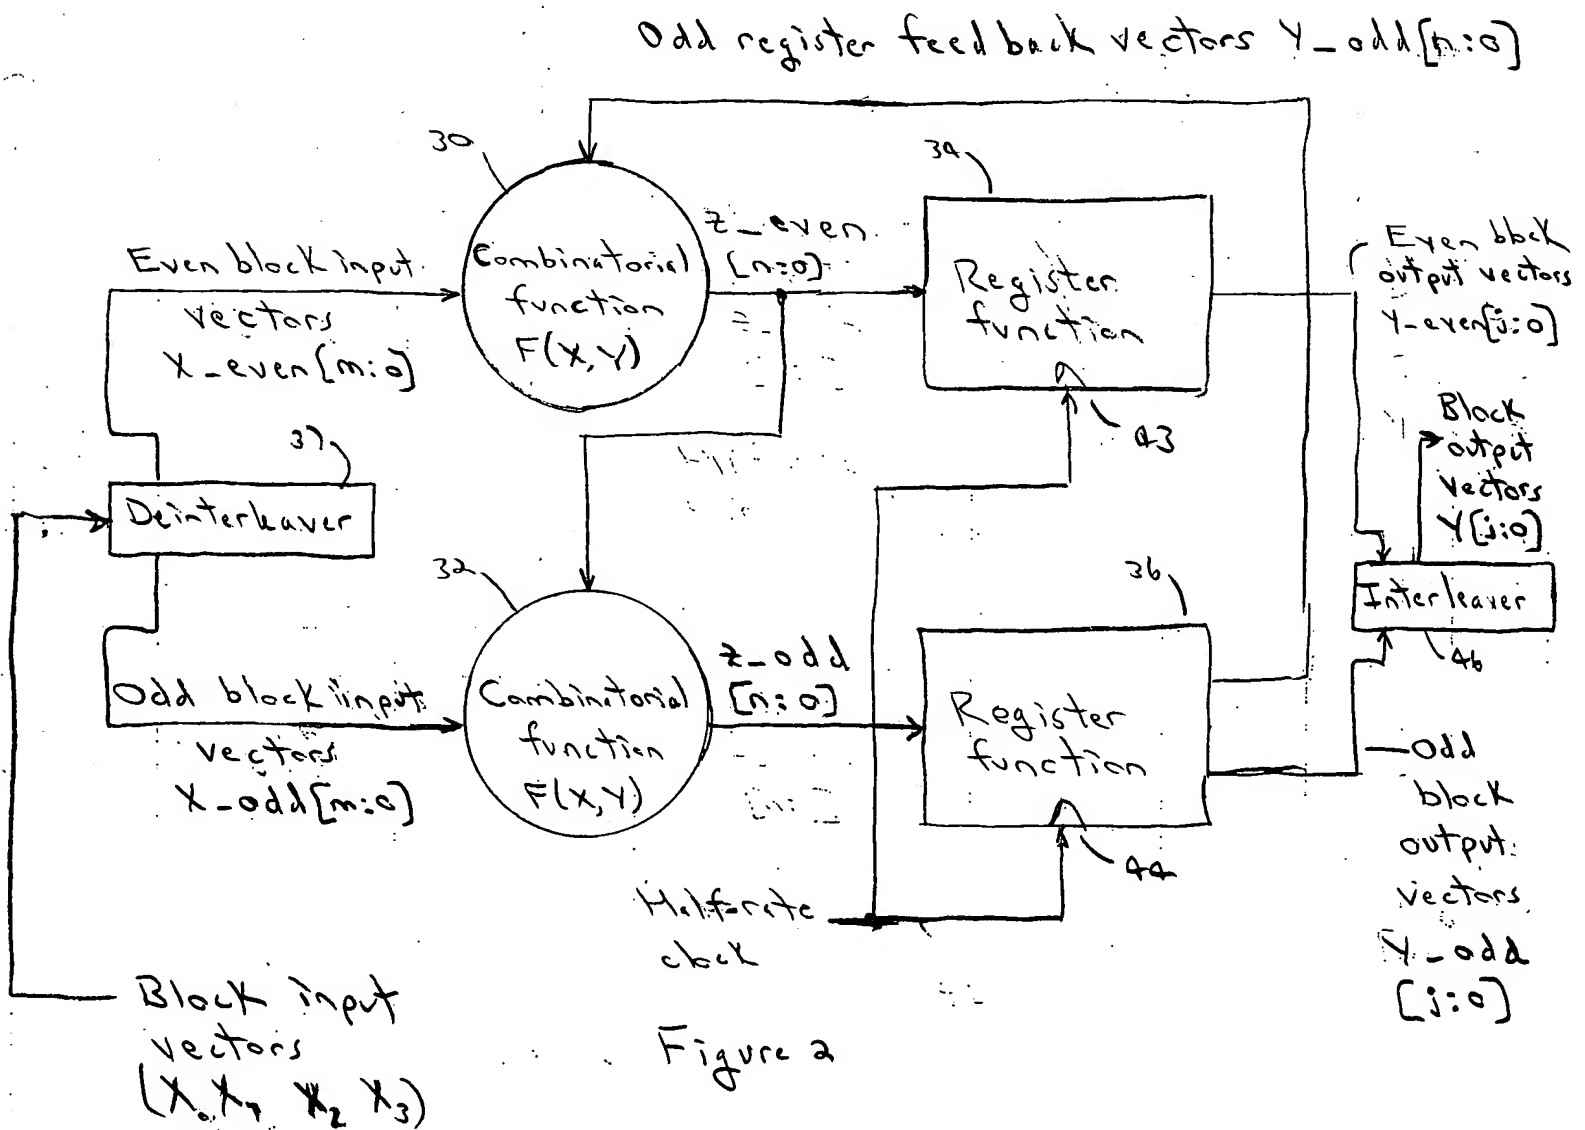 Odd register feedback vectors Y_odd[n:0]
30
34
Even block input
vectors
X_even[m:0]
Combinatorial
function
F(X,Y)
z_even
[n:0]
Register
function
43
Even block
output vectors
Y_even[j:0]
Block
output
vectors
Y[j:0]
37
Deinterleaver
32
36
Interleaver
46
Odd block input
vectors
X_odd[m:0]
Combinatorial
function
F(X,Y)
z_odd
[n:0]
Register
function
44
Odd
block
output
vectors
Y_odd
[j:0]
Half-rate
clock
Block input
vectors
(X0 X1 X2 X3)
Figure 2